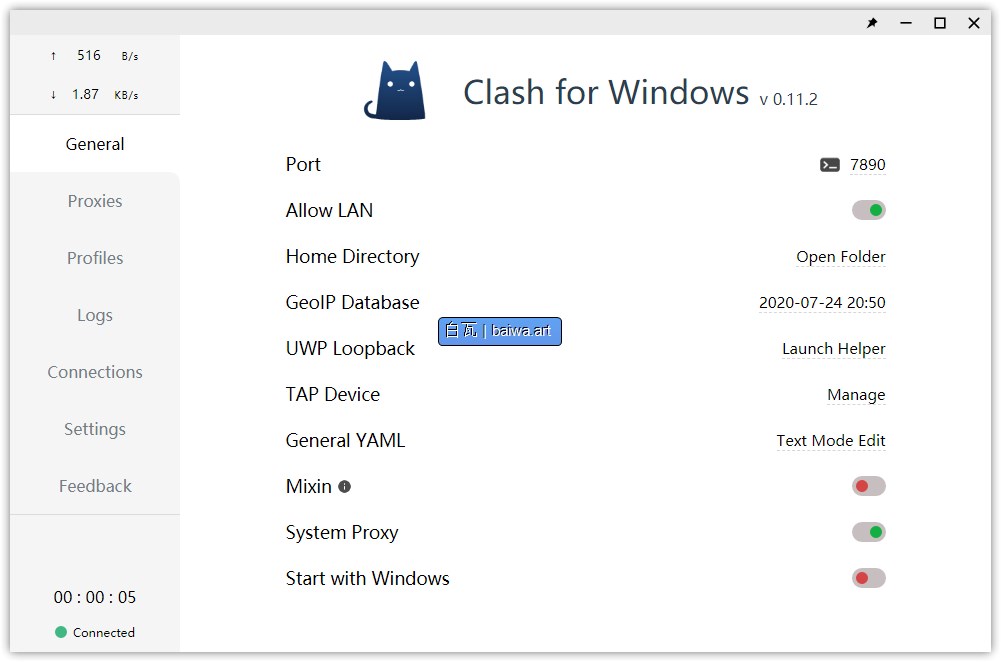 ↑ 516 B/s
↓ 1.87 KB/s
General
Proxies
Profiles
Logs
Connections
Settings
Feedback
00 : 00 : 05
Connected
Clash for Windows v 0.11.2
Port 7890
Allow LAN
Home Directory Open Folder
GeoIP Database 2020-07-24 20:50
白瓦 | baiwa.art
UWP Loopback Launch Helper
TAP Device Manage
General YAML Text Mode Edit
Mixin
System Proxy
Start with Windows